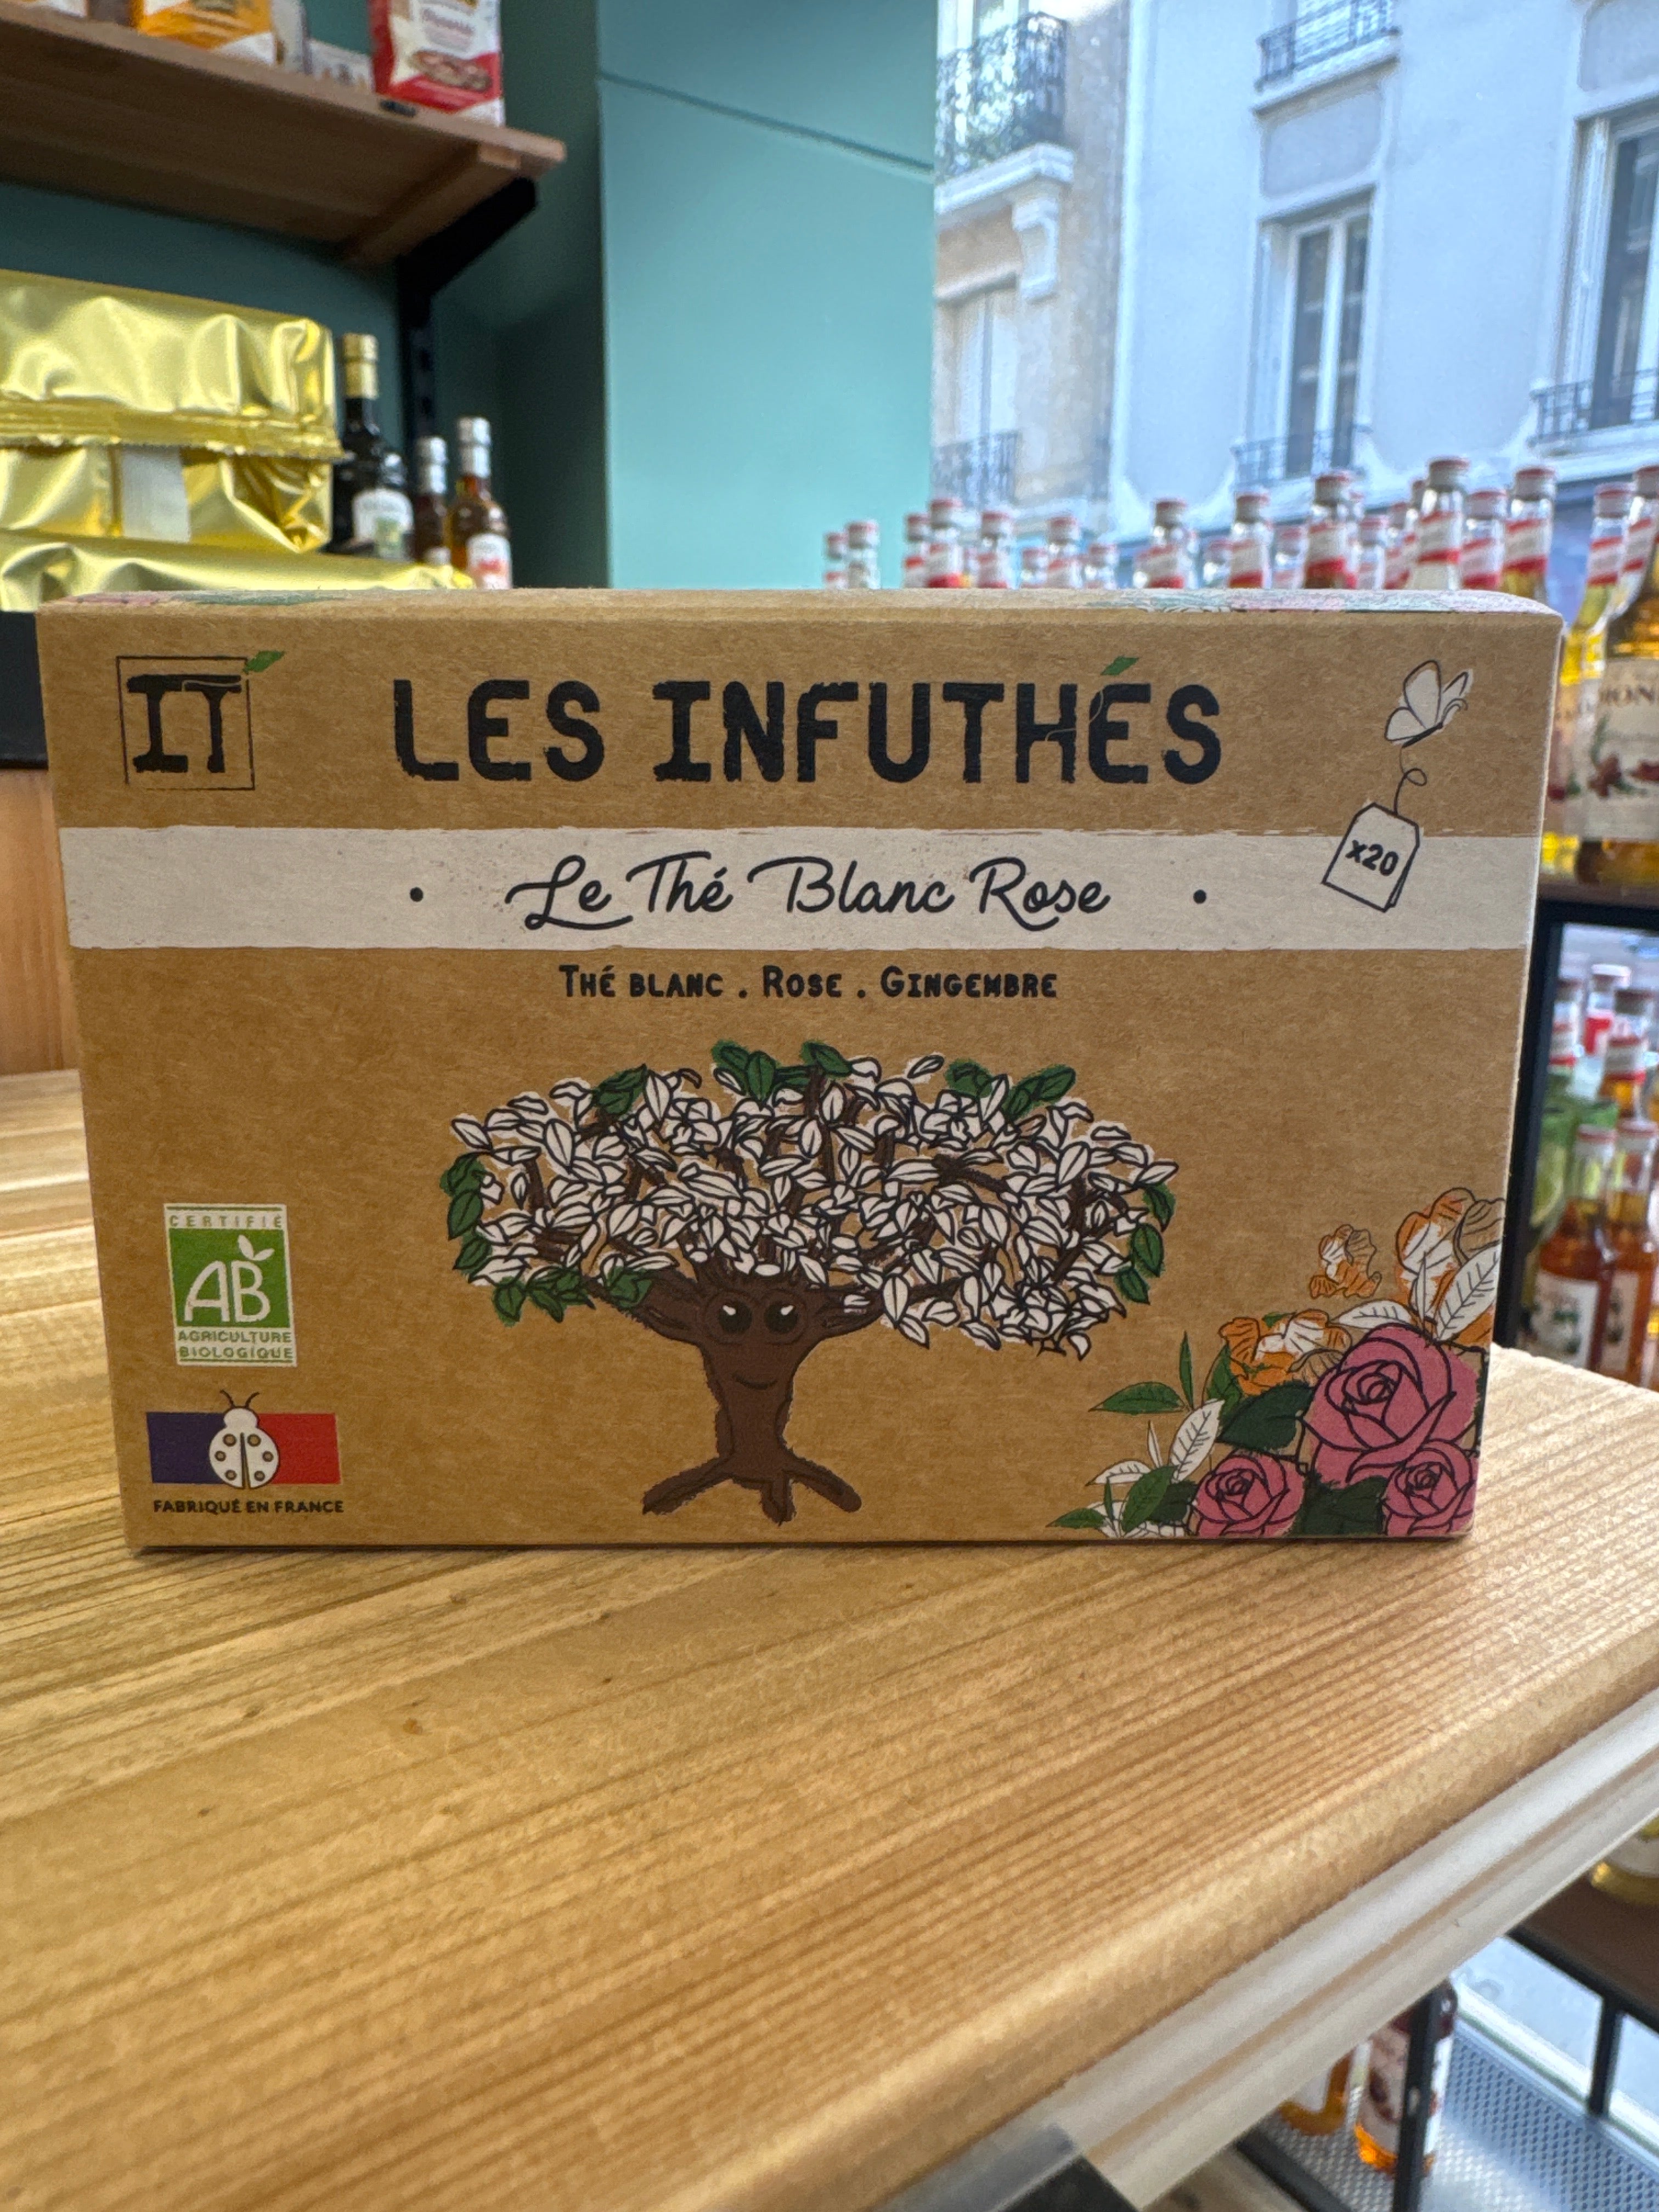 IT
LES INFUTHÉS
x20
• Le Thé Blanc Rose •
THÉ BLANC . ROSE . GINGEMBRE
CERTIFIÉ
AB
AGRICULTURE
BIOLOGIQUE
FABRIQUÉ EN FRANCE